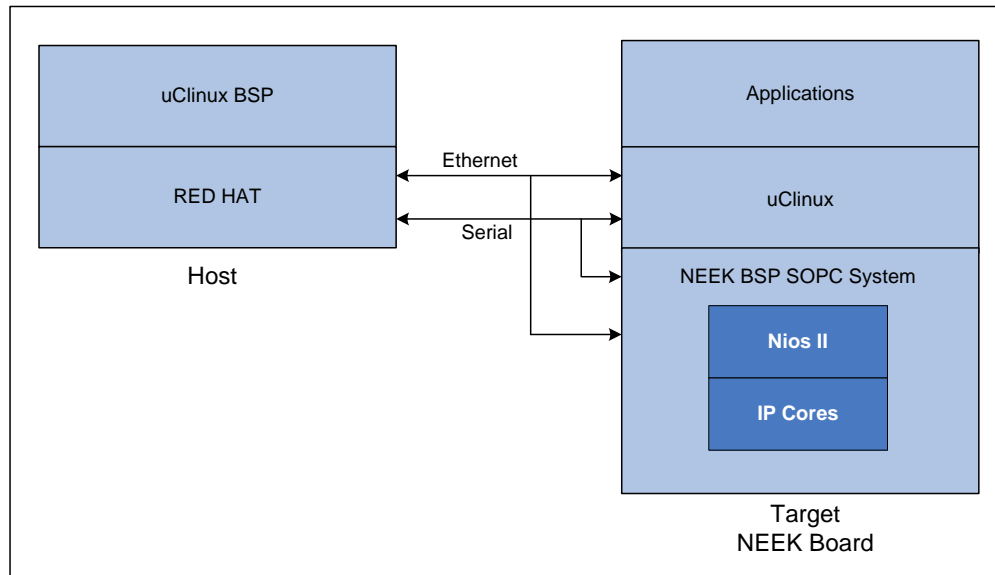 uClinux BSP
RED HAT
Host
Ethernet
Serial
Applications
uClinux
NEEK BSP SOPC System
Nios II
IP Cores
Target
NEEK Board